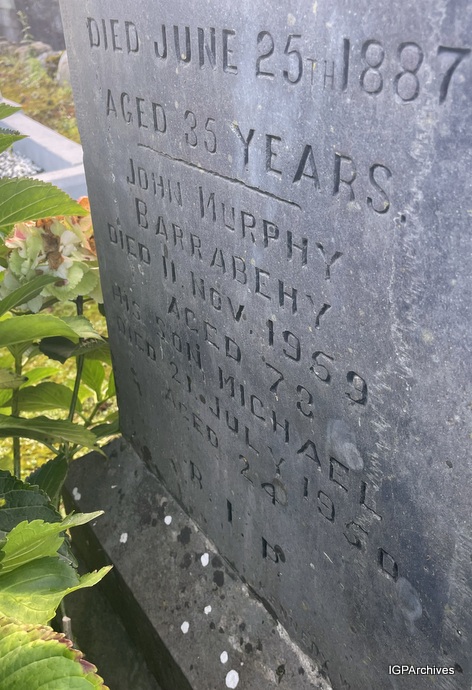 DIED JUNE 25TH 1887
AGED 35 YEARS.
JOHN MURPHY
BARRABEHY
DIED 11. NOV. 1959
AGED 73
HIS SON MICHAEL
DIED 21. JULY 1950
AGED 24
R. I. P.
IGPArchives